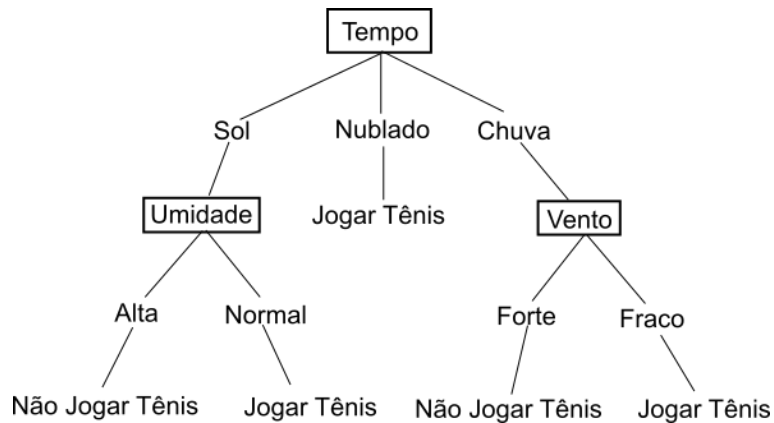 Tempo
Sol Nublado Chuva
Umidade Jogar Tênis Vento
Alta Normal Forte Fraco
Não Jogar Tênis Jogar Tênis Não Jogar Tênis Jogar Tênis